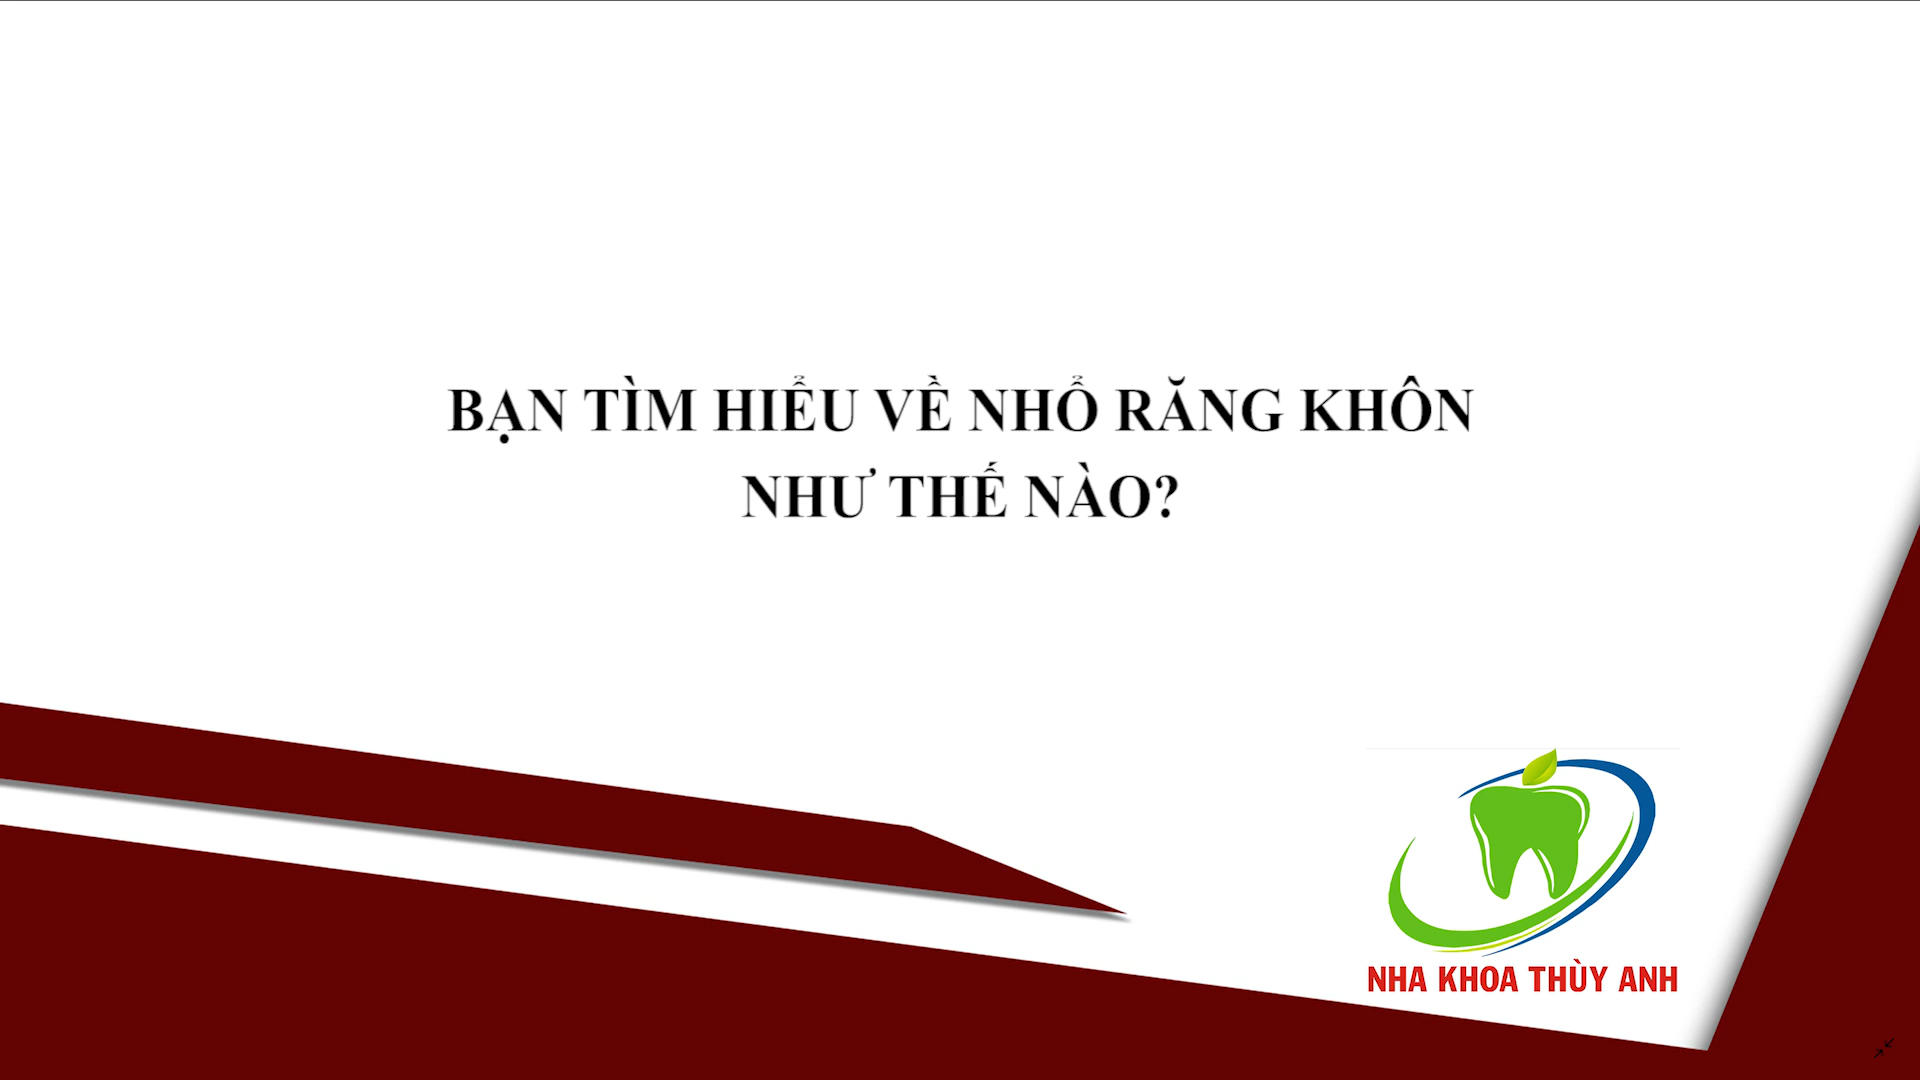 BẠN TÌM HIỂU VỀ NHỔ RĂNG KHÔN
NHƯ THẾ NÀO?
NHA KHOA THÙY ANH